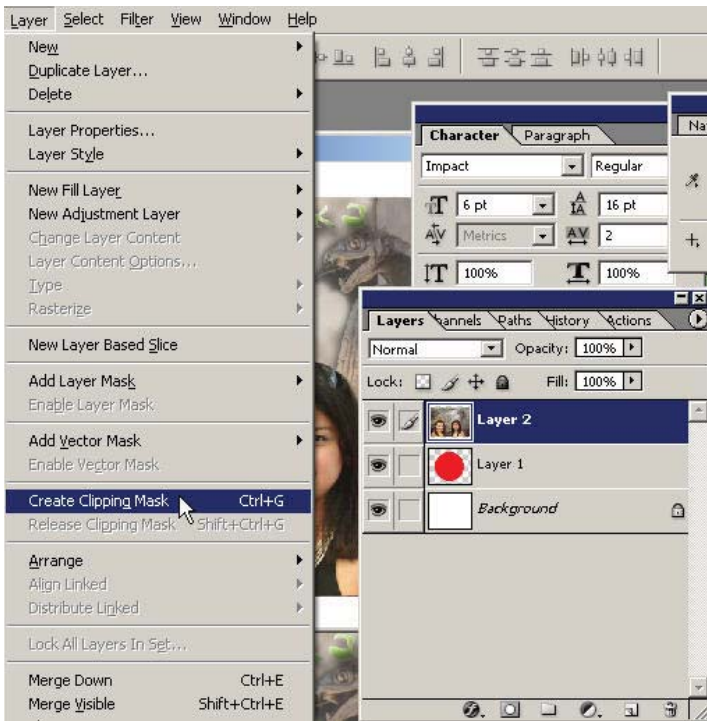 Layer Select Filter View Window Help
New
Duplicate Layer...
Delete
Layer Properties...
Layer Style
New Fill Layer
New Adjustment Layer
Change Layer Content
Layer Content Options...
Type
Rasterize
New Layer Based Slice
Add Layer Mask
Enable Layer Mask
Add Vector Mask
Enable Vector Mask
Create Clipping Mask Ctrl+G
Release Clipping Mask Shift+Ctrl+G
Arrange
Align Linked
Distribute Linked
Lock All Layers In Set...
Merge Down Ctrl+E
Merge Visible Shift+Ctrl+E
Character Paragraph
Impact Regular
6 pt 16 pt
Metrics 2
100% 100%
Na
Layers hannels Paths History Actions
Normal Opacity: 100%
Lock: Fill: 100%
Layer 2
Layer 1
Background